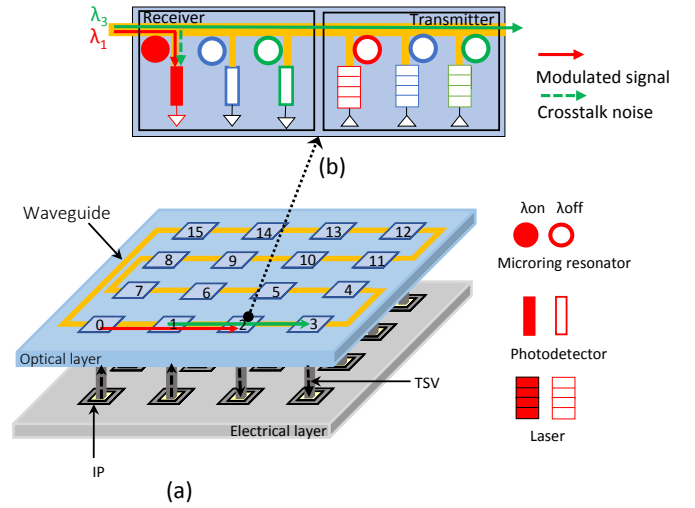 Receiver
Transmitter
λ3
λ1
Modulated signal
Crosstalk noise
(b)
Waveguide
15 14 13 12
8 9 10 11
7 6 5 4
0 1 2 3
λon λoff
Microring resonator
Photodetector
Optical layer
TSV
Electrical layer
Laser
IP
(a)